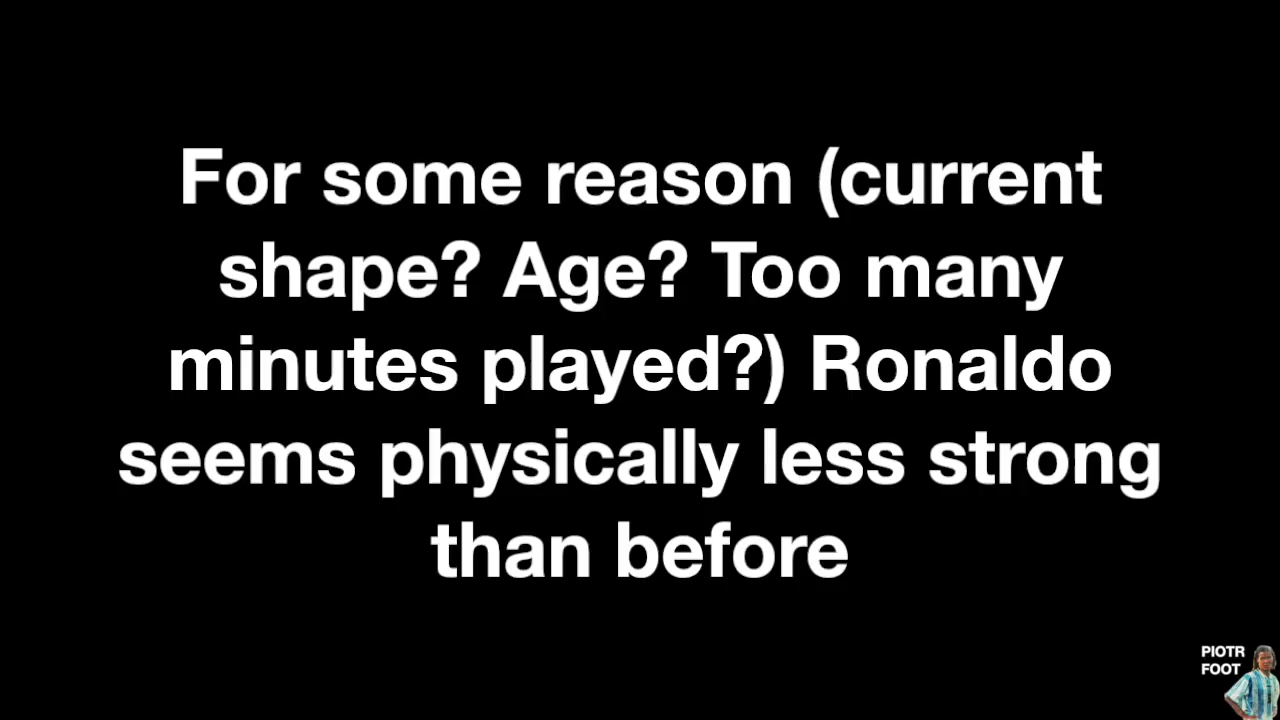 For some reason (current
shape? Age? Too many
minutes played?) Ronaldo
seems physically less strong
than before
PIOTR
FOOT